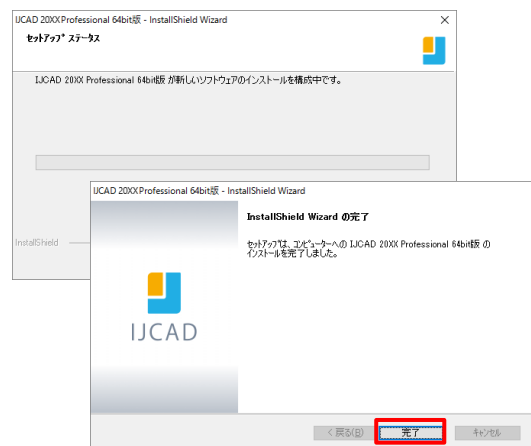 IJCAD 20XX Professional 64bit版 - InstallShield Wizard
セットアップ ステータス
IJCAD 20XX Professional 64bit版 が新しいソフトウェアのインストールを構成中です。
InstallShield
IJCAD 20XX Professional 64bit版 - InstallShield Wizard
InstallShield Wizard の完了
セットアップは、コンピューターへの IJCAD 20XX Professional 64bit版 の
インストールを完了しました。
IJCAD
< 戻る(B)
完了
キャンセル